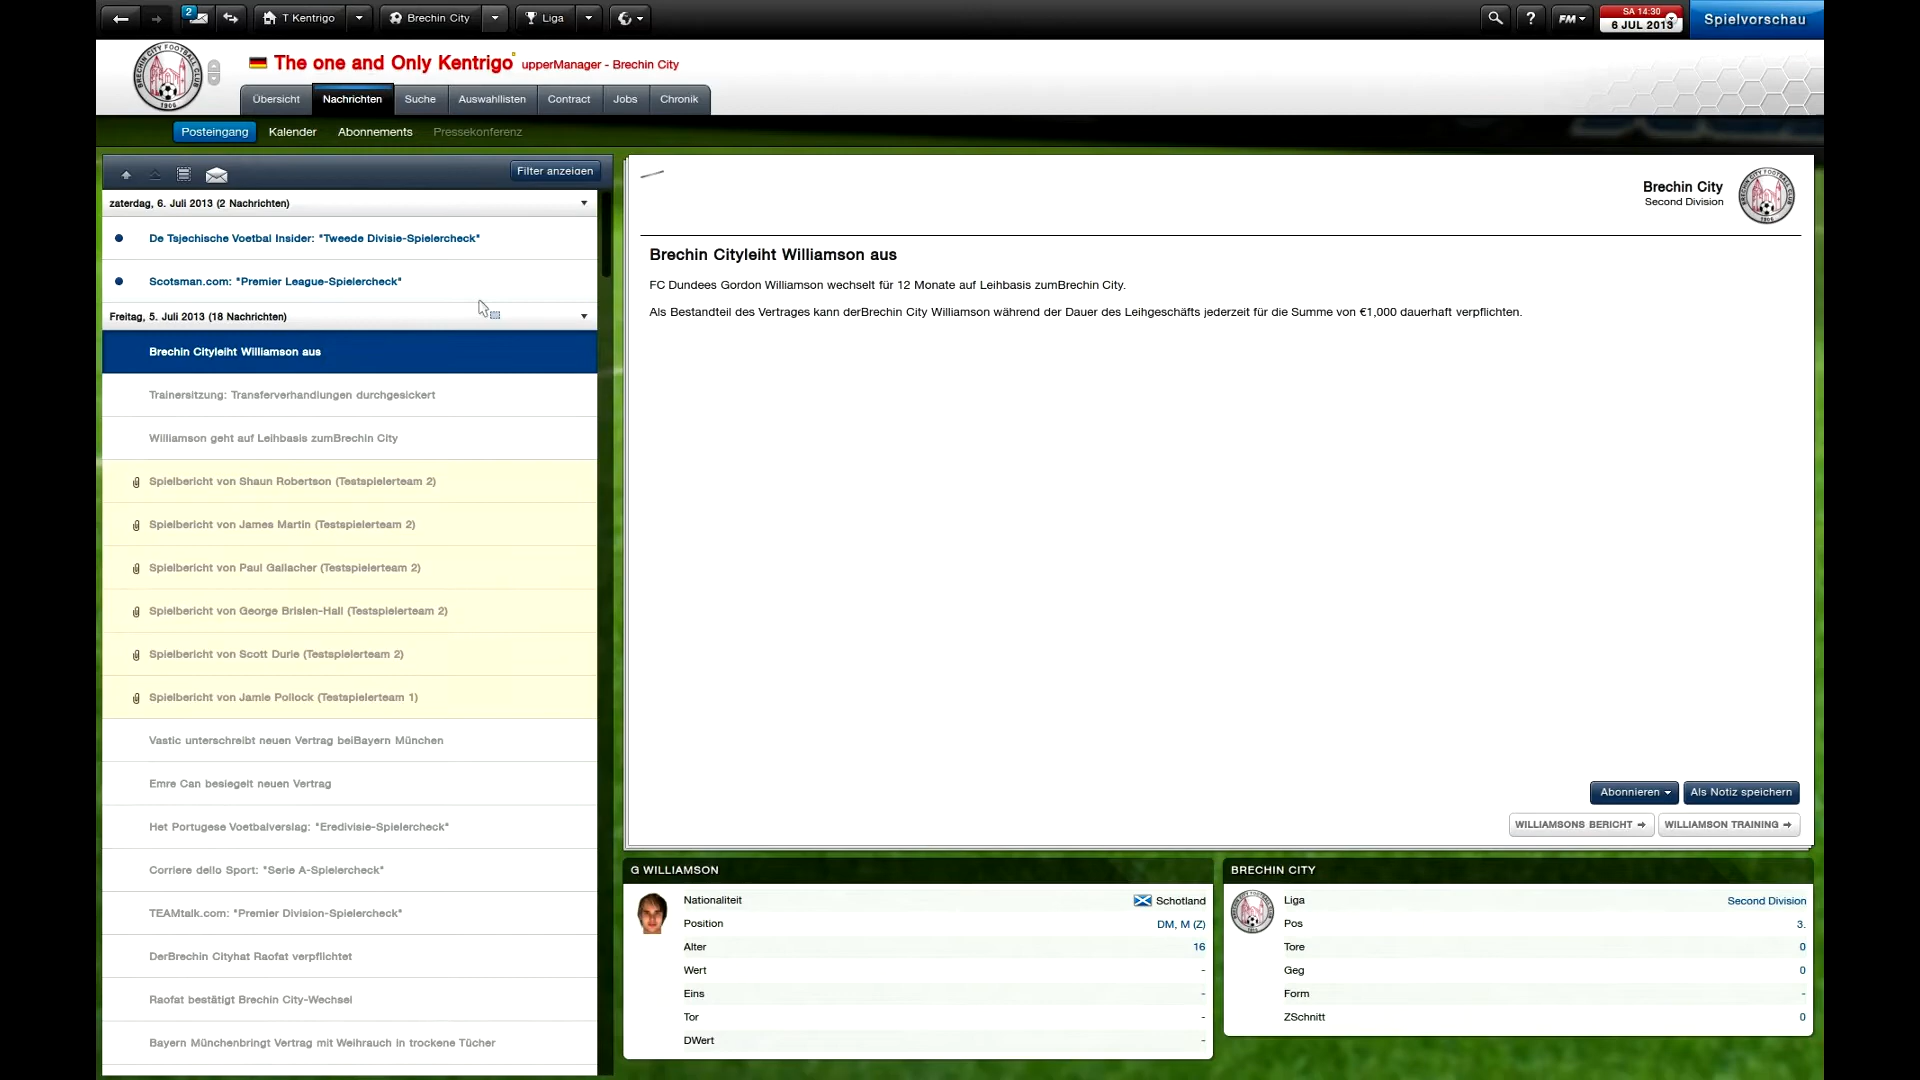 2
T Kentrigo
Brechin City
Liga
?
FM
SA 14:30
6 JUL 2013
Spielvorschau
The one and Only Kentrigo
upperManager - Brechin City
Übersicht
Nachrichten
Suche
Auswahllisten
Contract
Jobs
Chronik
Posteingang
Kalender
Abonnements
Pressekonferenz
Filter anzeigen
zaterdag, 6. Juli 2013 (2 Nachrichten)
De Tsjechische Voetbal Insider: "Tweede Divisie-Spielercheck"
Scotsman.com: "Premier League-Spielercheck"
Freitag, 5. Juli 2013 (18 Nachrichten)
Brechin Cityleiht Williamson aus
Trainersitzung: Transferverhandlungen durchgesickert
Williamson geht auf Leihbasis zumBrechin City
Spielbericht von Shaun Robertson (Testspielerteam 2)
Spielbericht von James Martin (Testspielerteam 2)
Spielbericht von Paul Gallacher (Testspielerteam 2)
Spielbericht von George Brislen-Hall (Testspielerteam 2)
Spielbericht von Scott Durie (Testspielerteam 2)
Spielbericht von Jamie Pollock (Testspielerteam 1)
Vastic unterschreibt neuen Vertrag beiBayern München
Emre Can besiegelt neuen Vertrag
Het Portugese Voetbalverslag: "Eredivisie-Spielercheck"
Corriere dello Sport: "Serie A-Spielercheck"
TEAMtalk.com: "Premier Division-Spielercheck"
DerBrechin Cityhat Raofat verpflichtet
Raofat bestätigt Brechin City-Wechsel
Bayern Münchenbringt Vertrag mit Weihrauch in trockene Tücher
Brechin City
Second Division
Brechin Cityleiht Williamson aus
FC Dundees Gordon Williamson wechselt für 12 Monate auf Leihbasis zumBrechin City.
Als Bestandteil des Vertrages kann derBrechin City Williamson während der Dauer des Leihgeschäfts jederzeit für die Summe von €1,000 dauerhaft verpflichten.
Abonnieren
Als Notiz speichern
WILLIAMSONS BERICHT
WILLIAMSON TRAINING
G WILLIAMSON
Nationaliteit Schotland
Position DM, M (Z)
Alter 16
Wert -
Eins -
Tor -
DWert -
BRECHIN CITY
Liga Second Division
Pos 3.
Tore 0
Geg 0
Form -
ZSchnitt 0